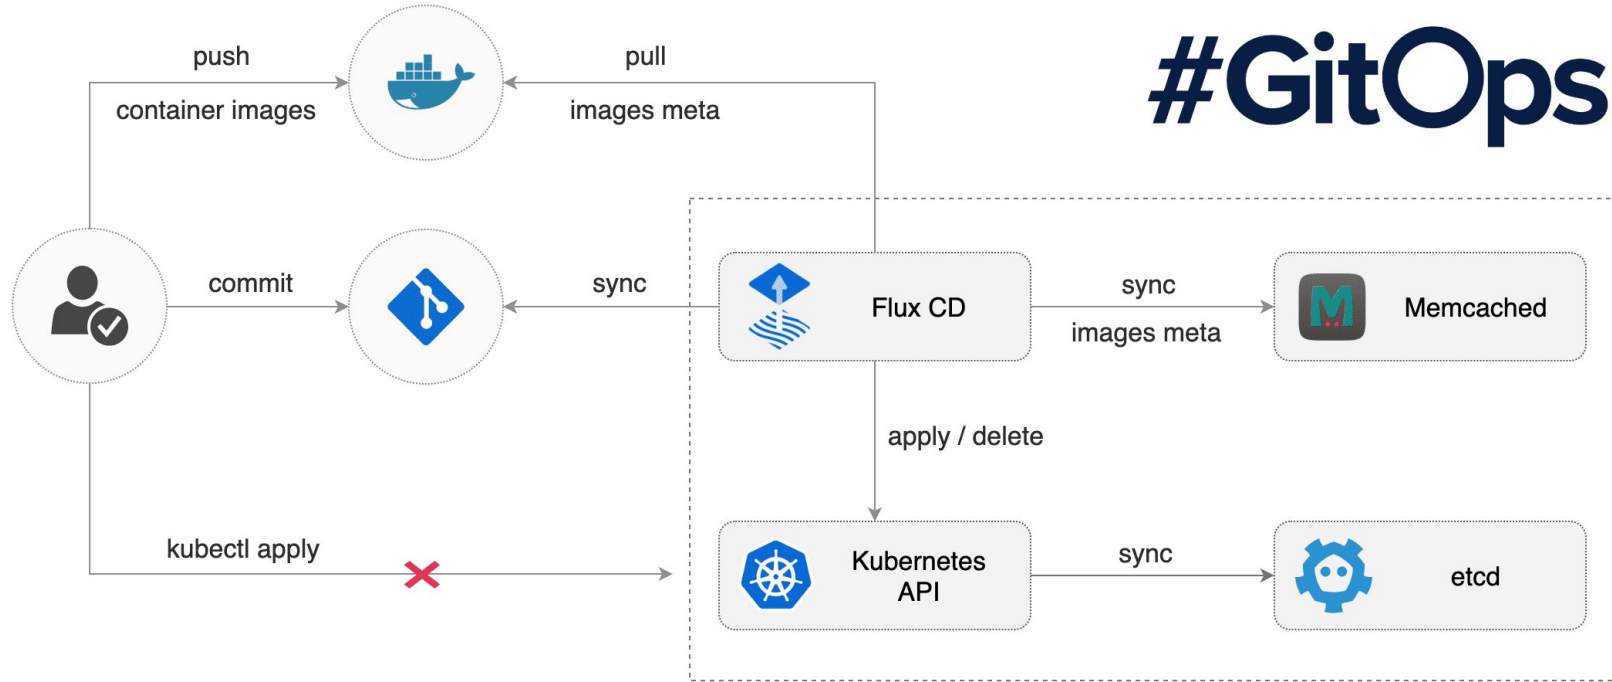 #GitOps
push
container images
pull
images meta
commit
sync
Flux CD
sync
images meta
Memcached
apply / delete
kubectl apply
Kubernetes
API
sync
etcd